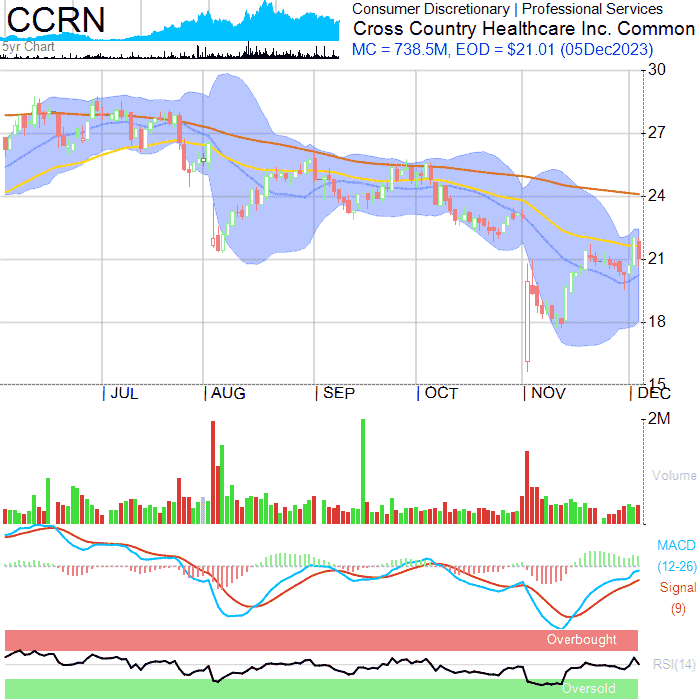 CCRN
5yr Chart
Consumer Discretionary | Professional Services
Cross Country Healthcare Inc. Common
MC = 738.5M, EOD = $21.01 (05Dec2023)
30
27
24
21
18
15
JUL
AUG
SEP
OCT
NOV
DEC
2M
Volume
MACD
(12-26)
Signal
(9)
Overbought
RSI(14)
Oversold